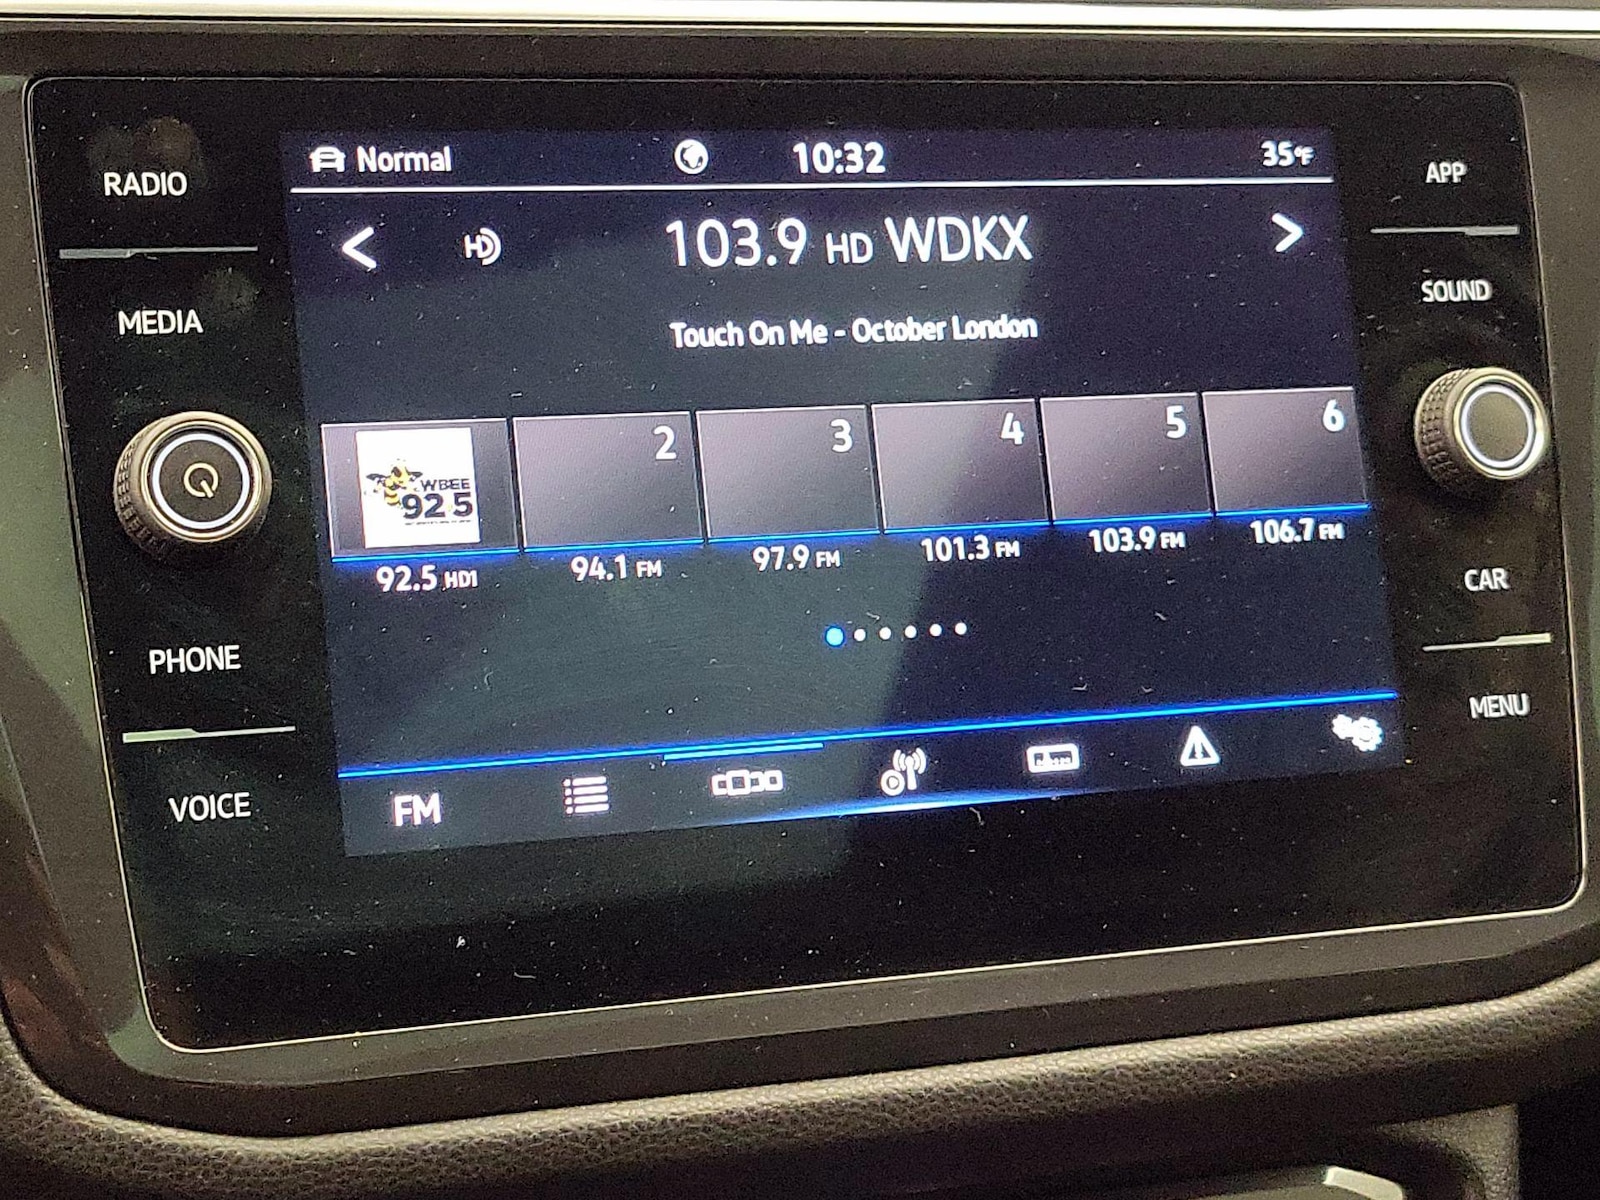 RADIO
MEDIA
PHONE
VOICE
Normal
10:32
35°F
HD
103.9 HD WDKX
Touch On Me - October London
WBEE
92.5
2
3
4
5
6
92.5 HD1
94.1 FM
97.9 FM
101.3 FM
103.9 FM
106.7 FM
FM
APP
SOUND
CAR
MENU